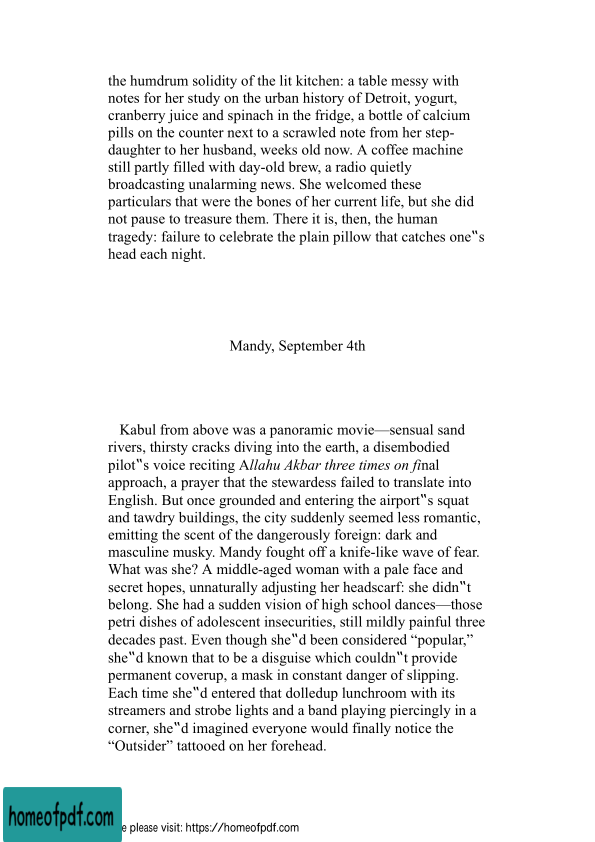 the humdrum solidity of the lit kitchen: a table messy with
notes for her study on the urban history of Detroit, yogurt,
cranberry juice and spinach in the fridge, a bottle of calcium
pills on the counter next to a scrawled note from her step-
daughter to her husband, weeks old now. A coffee machine
still partly filled with day-old brew, a radio quietly
broadcasting unalarming news. She welcomed these
particulars that were the bones of her current life, but she did
not pause to treasure them. There it is, then, the human
tragedy: failure to celebrate the plain pillow that catches one‟s
head each night.
Mandy, September 4th
Kabul from above was a panoramic movie—sensual sand
rivers, thirsty cracks diving into the earth, a disembodied
pilot‟s voice reciting Allahu Akbar three times on final
approach, a prayer that the stewardess failed to translate into
English. But once grounded and entering the airport‟s squat
and tawdry buildings, the city suddenly seemed less romantic,
emitting the scent of the dangerously foreign: dark and
masculine musky. Mandy fought off a knife-like wave of fear.
What was she? A middle-aged woman with a pale face and
secret hopes, unnaturally adjusting her headscarf: she didn‟t
belong. She had a sudden vision of high school dances—those
petri dishes of adolescent insecurities, still mildly painful three
decades past. Even though she‟d been considered “popular,”
she‟d known that to be a disguise which couldn‟t provide
permanent coverup, a mask in constant danger of slipping.
Each time she‟d entered that dolledup lunchroom with its
streamers and strobe lights and a band playing piercingly in a
corner, she‟d imagined everyone would finally notice the
“Outsider” tattooed on her forehead.
homeofpdf.com
e please visit: https://homeofpdf.com